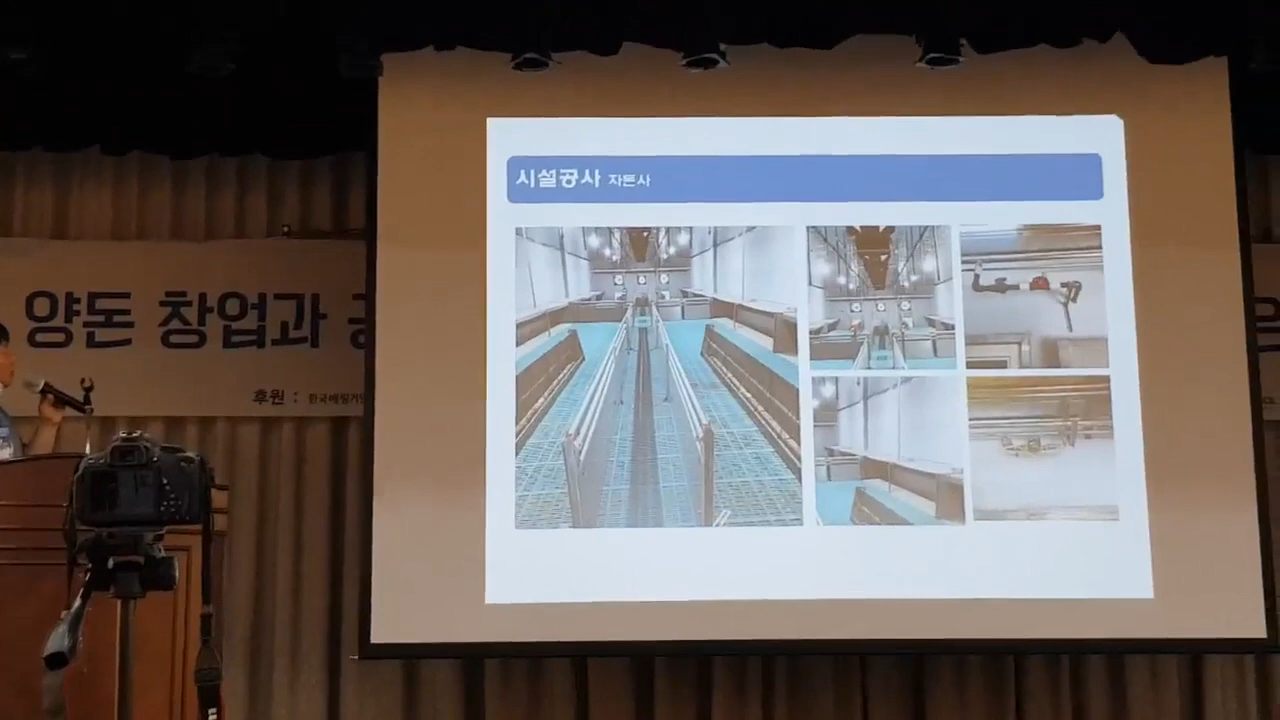 시설공사 자돈사
양돈 창업과
후원 :